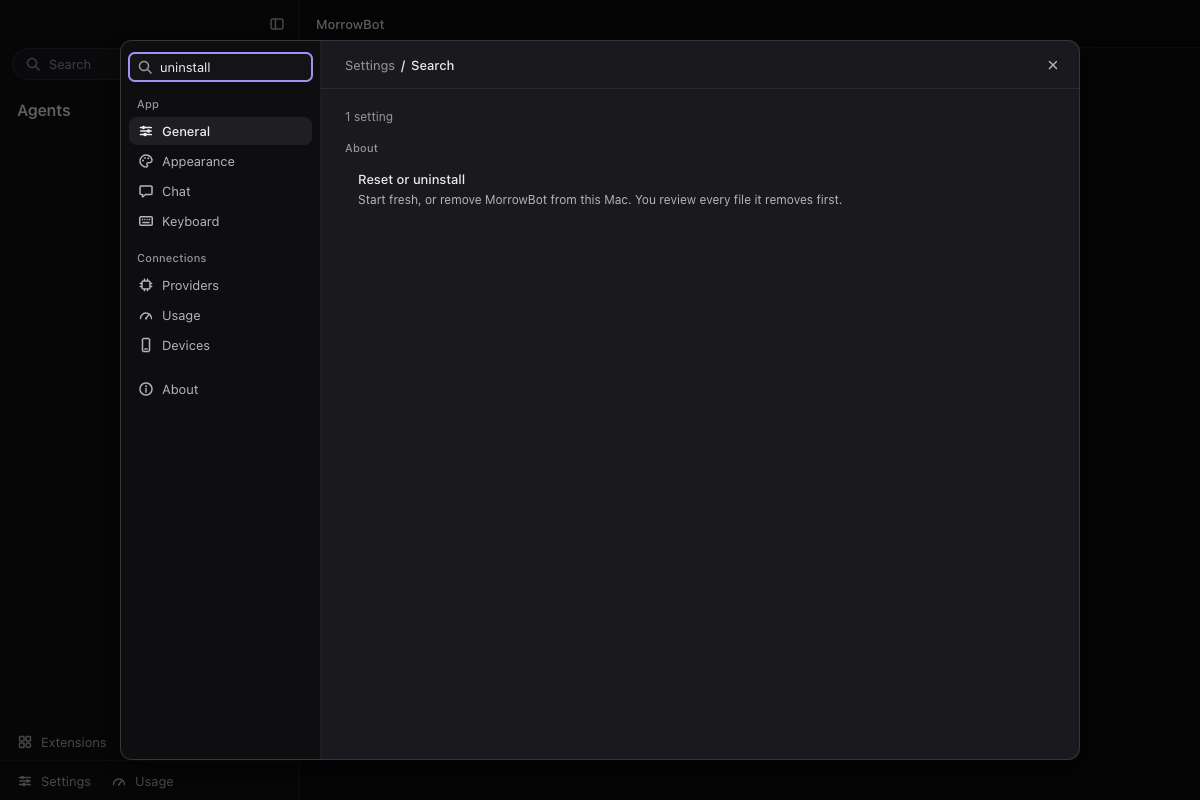 MorrowBot
Search
Agents
Extensions
Settings
Usage
uninstall
App
General
Appearance
Chat
Keyboard
Connections
Providers
Usage
Devices
About
Settings / Search
1 setting
About
Reset or uninstall
Start fresh, or remove MorrowBot from this Mac. You review every file it removes first.